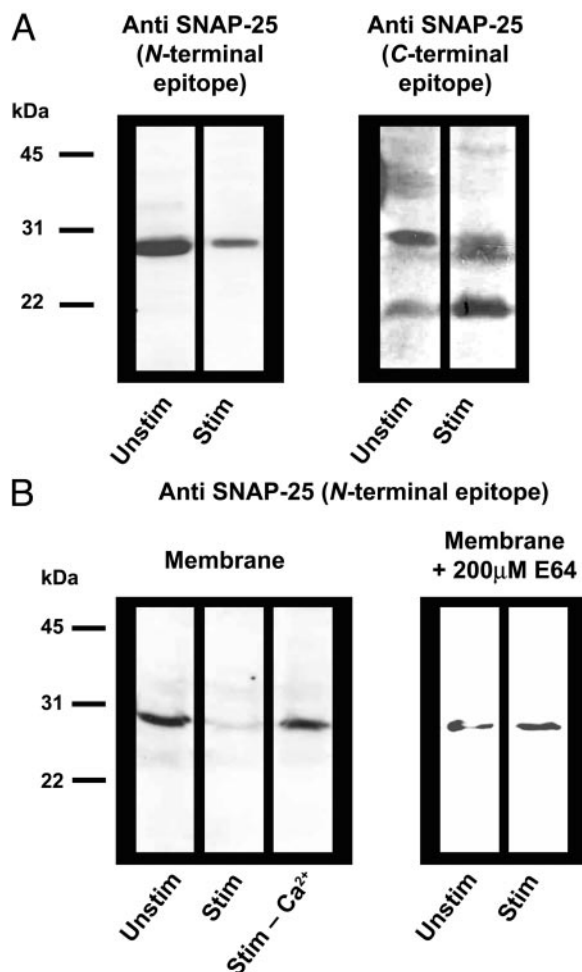 A
Anti SNAP-25
(N-terminal
epitope)
Anti SNAP-25
(C-terminal
epitope)
kDa
45
31
22
Unstim
Stim
Unstim
Stim
B
Anti SNAP-25 (N-terminal epitope)
Membrane
Membrane
+ 200μM E64
kDa
45
31
22
Unstim
Stim
Stim – Ca²⁺
Unstim
Stim